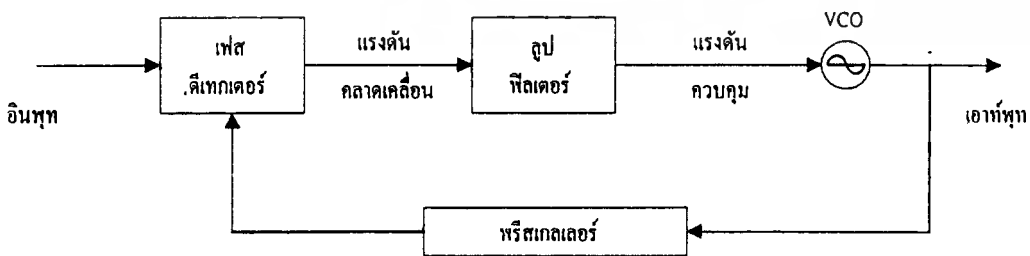 VCO
เฟส
ดีเทกเตอร์
แรงดัน
คลาดเคลื่อน
ลูป
ฟิลเตอร์
แรงดัน
ควบคุม
อินพุท
เอาท์พุท
พรีสเกลเลอร์